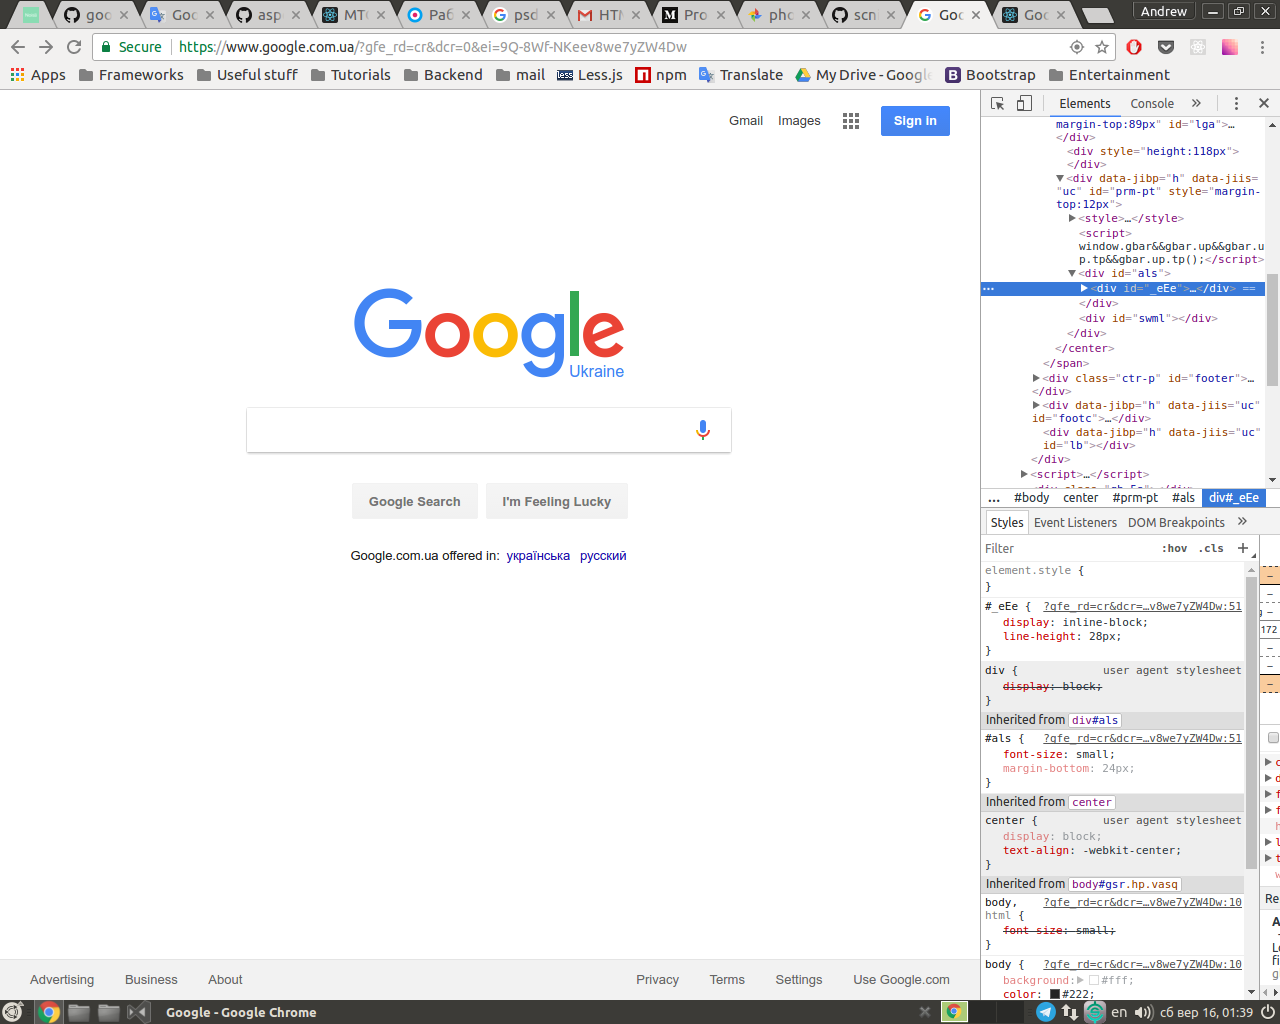 goo
Goo
asp
MTC
Раб
psd
HTM
Pro
pho
scn
Goo
Goo
Andrew
Secure
https://www.google.com.ua/?gfe_rd=cr&dcr=0&ei=9Q-8Wf-NKeev8we7yZW4Dw
Apps Frameworks Useful stuff Tutorials Backend mail Less.js npm Translate My Drive - Google Bootstrap Entertainment
Gmail Images Sign in
Google
Ukraine
Google Search I'm Feeling Lucky
Google.com.ua offered in: українська русский
Advertising Business About Privacy Terms Settings Use Google.com
Elements Console »
margin-top:89px" id="lga">…
</div>
<div style="height:118px">
</div>
<div data-jibp="h" data-jiis=
"uc" id="prm-pt" style="margin-
top:12px">
<style>…</style>
<script>
window.gbar&&gbar.up&&gbar.u
p.tp&&gbar.up.tp();</script>
<div id="als">
… <div id="_eEe">…</div> ==
</div>
<div id="swml"></div>
</div>
</center>
</span>
<div class="ctr-p" id="footer">…
</div>
<div data-jibp="h" data-jiis="uc"
id="footc">…</div>
<div data-jibp="h" data-jiis="uc"
id="lb"></div>
</div>
<script>…</script>
... #body center #prm-pt #als div#_eEe
Styles Event Listeners DOM Breakpoints »
Filter :hov .cls +
element.style {
}
#_eEe { ?gfe_rd=cr&dcr=…v8we7yZW4Dw:51
display: inline-block;
line-height: 28px;
}
div { user agent stylesheet
display: block;
}
Inherited from div#als
#als { ?gfe_rd=cr&dcr=…v8we7yZW4Dw:51
font-size: small;
margin-bottom: 24px;
}
Inherited from center
center { user agent stylesheet
display: block;
text-align: -webkit-center;
}
Inherited from body#gsr.hp.vasq
body, ?gfe_rd=cr&dcr=…v8we7yZW4Dw:10
html {
font-size: small;
}
body { ?gfe_rd=cr&dcr=…v8we7yZW4Dw:10
background: #fff;
color: #222;
172
Re
Google - Google Chrome
en сб вер 16, 01:39